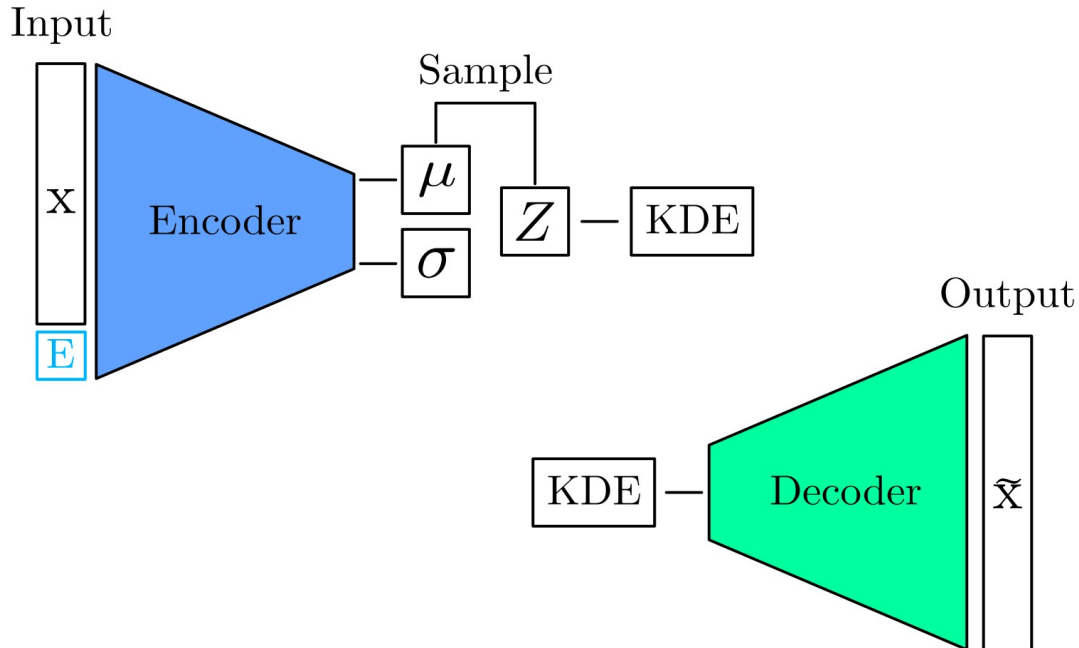 Input
Sample
x
Encoder
μ
σ
Z
KDE
E
Output
KDE
Decoder
x̃